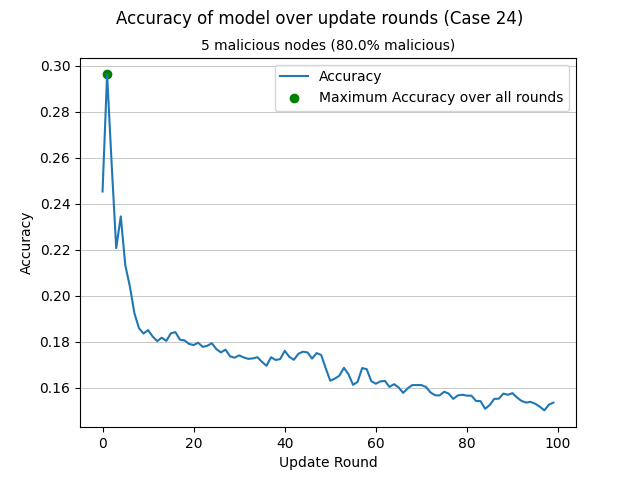 Accuracy of model over update rounds (Case 24)
5 malicious nodes (80.0% malicious)
Accuracy
Maximum Accuracy over all rounds
0.30
0.28
0.26
0.24
0.22
0.20
0.18
0.16
Accuracy
0 20 40 60 80 100
Update Round